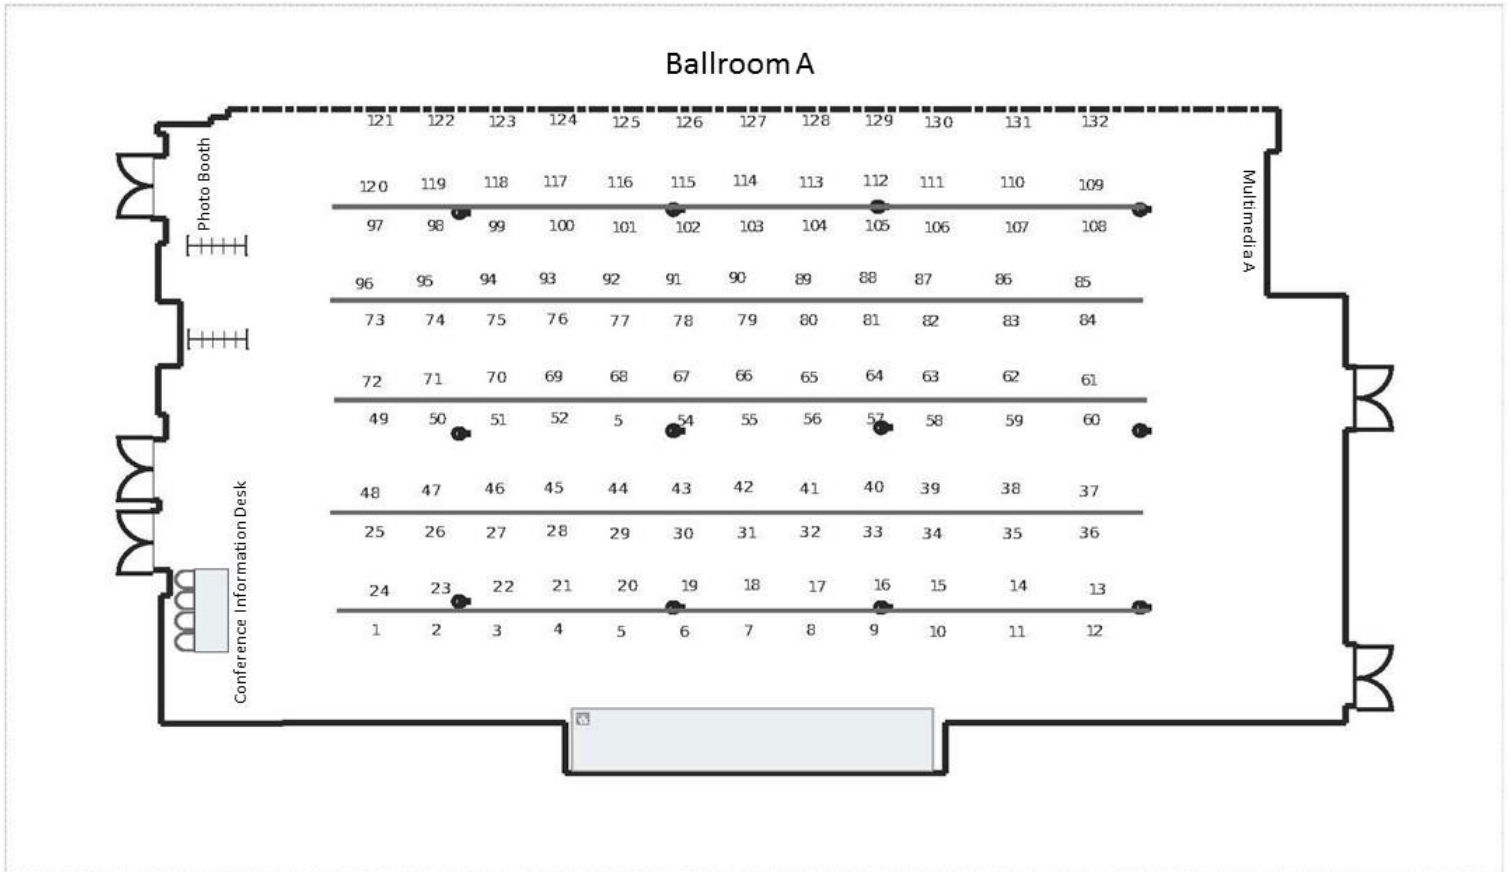 Ballroom A
121 122 123 124 125 126 127 128 129 130 131 132
Photo Booth
120 119 118 117 116 115 114 113 112 111 110 109
Multimedia A
97 98 99 100 101 102 103 104 105 106 107 108
96 95 94 93 92 91 90 89 88 87 86 85
73 74 75 76 77 78 79 80 81 82 83 84
72 71 70 69 68 67 66 65 64 63 62 61
49 50 51 52 5 54 55 56 57 58 59 60
48 47 46 45 44 43 42 41 40 39 38 37
25 26 27 28 29 30 31 32 33 34 35 36
Conference Information Desk
24 23 22 21 20 19 18 17 16 15 14 13
1 2 3 4 5 6 7 8 9 10 11 12